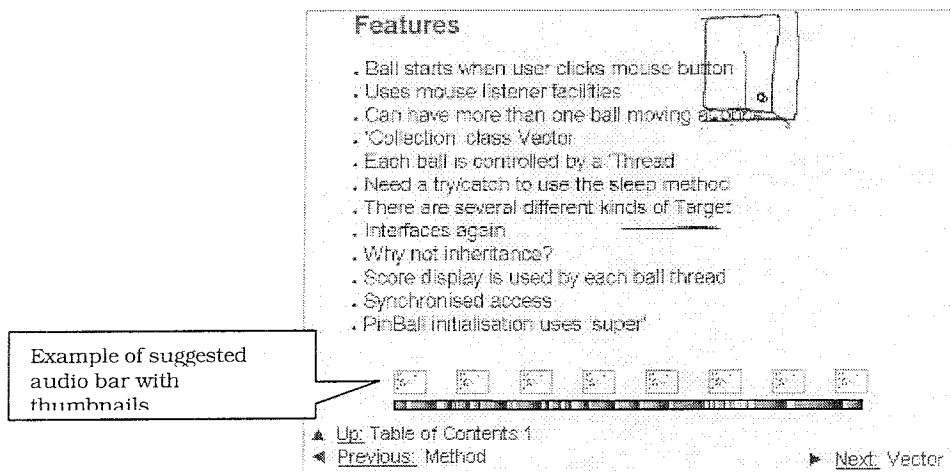 Features
. Ball starts when user clicks mouse button
. Uses mouse listener facilities
. Can have more than one ball moving at once
. 'Collection' class Vector
. Each ball is controlled by a 'Thread
. Need a try/catch to use the sleep method
. There are several different kinds of Target
. Interfaces again
. Why not inheritance?
. Score display is used by each ball thread
. Synchronised access
. PinBall initialisation uses 'super'
Example of suggested
audio bar with
thumbnails
▲ Up: Table of Contents 1
◄ Previous: Method
► Next: Vector